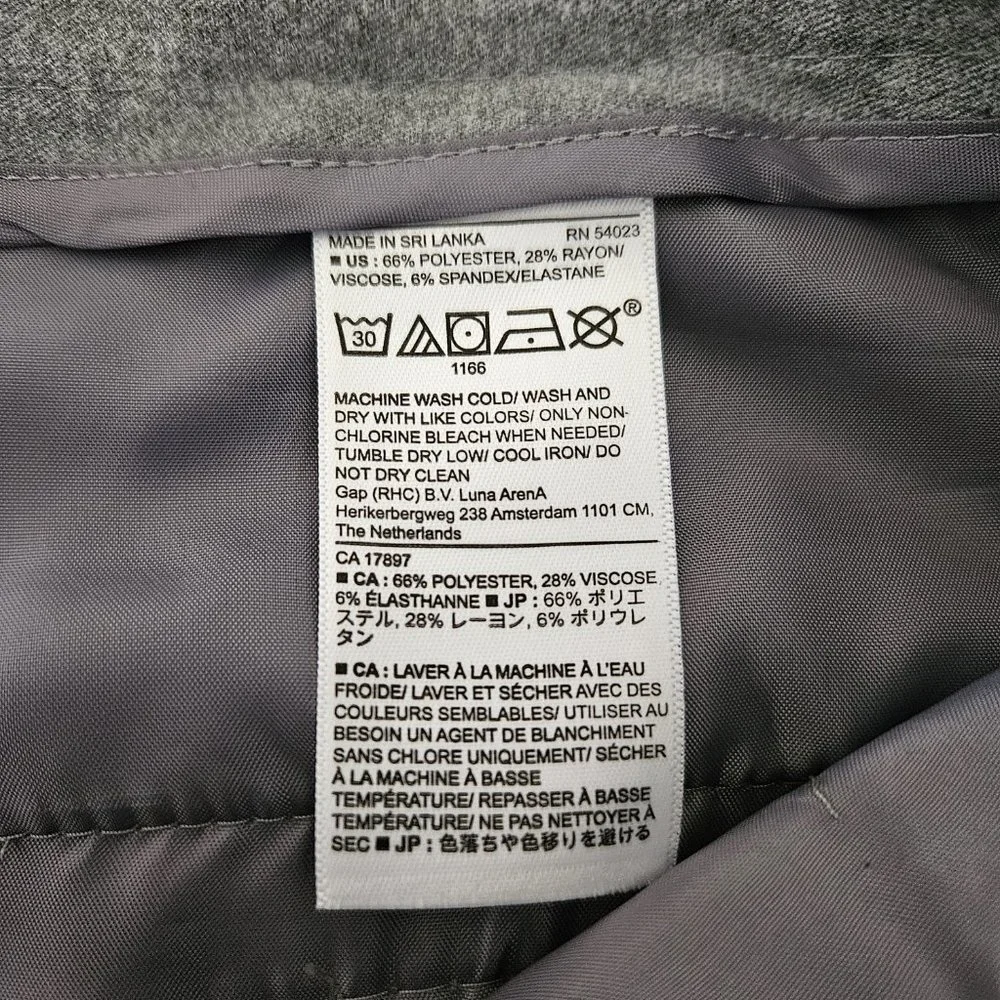 MADE IN SRI LANKA RN 54023
■ US : 66% POLYESTER, 28% RAYON/
VISCOSE, 6% SPANDEX/ELASTANE
30
®
1166
MACHINE WASH COLD/ WASH AND
DRY WITH LIKE COLORS/ ONLY NON-
CHLORINE BLEACH WHEN NEEDED/
TUMBLE DRY LOW/ COOL IRON/ DO
NOT DRY CLEAN
Gap (RHC) B.V. Luna ArenA
Herikerbergweg 238 Amsterdam 1101 CM,
The Netherlands
CA 17897
■ CA : 66% POLYESTER, 28% VISCOSE,
6% ÉLASTHANNE ■ JP : 66% ポリエ
ステル, 28% レーヨン, 6% ポリウレ
タン
■ CA : LAVER À LA MACHINE À L'EAU
FROIDE/ LAVER ET SÉCHER AVEC DES
COULEURS SEMBLABLES/ UTILISER AU
BESOIN UN AGENT DE BLANCHIMENT
SANS CHLORE UNIQUEMENT/ SÉCHER
À LA MACHINE À BASSE
TEMPÉRATURE/ REPASSER À BASSE
TEMPÉRATURE/ NE PAS NETTOYER À
SEC ■ JP : 色落ちや色移りを避ける